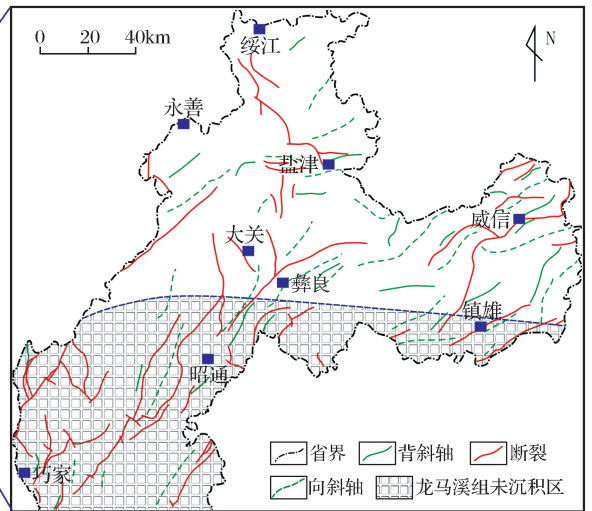 0 20 40km
N
绥江
永善
盐津
威信
大关
彝良
镇雄
昭通
巧家
省界 背斜轴 断裂
向斜轴 龙马溪组未沉积区